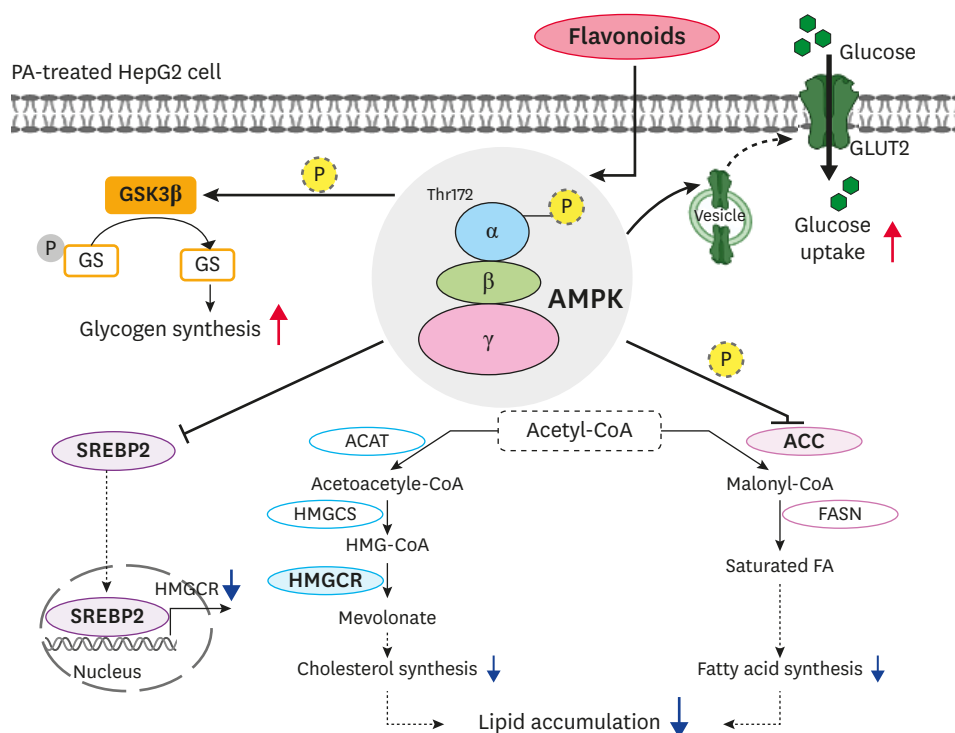 Flavonoids
Glucose
PA-treated HepG2 cell
GLUT2
P
GSK3β
Thr172
P
Vesicle
α
P
GS
GS
Glucose
uptake
β
AMPK
Glycogen synthesis
γ
P
SREBP2
ACAT
Acetyl-CoA
ACC
Acetoacetyle-CoA
Malonyl-CoA
HMGCS
FASN
HMG-CoA
Saturated FA
HMGCR
HMGCR
SREBP2
Mevolonate
Nucleus
Cholesterol synthesis
Fatty acid synthesis
Lipid accumulation